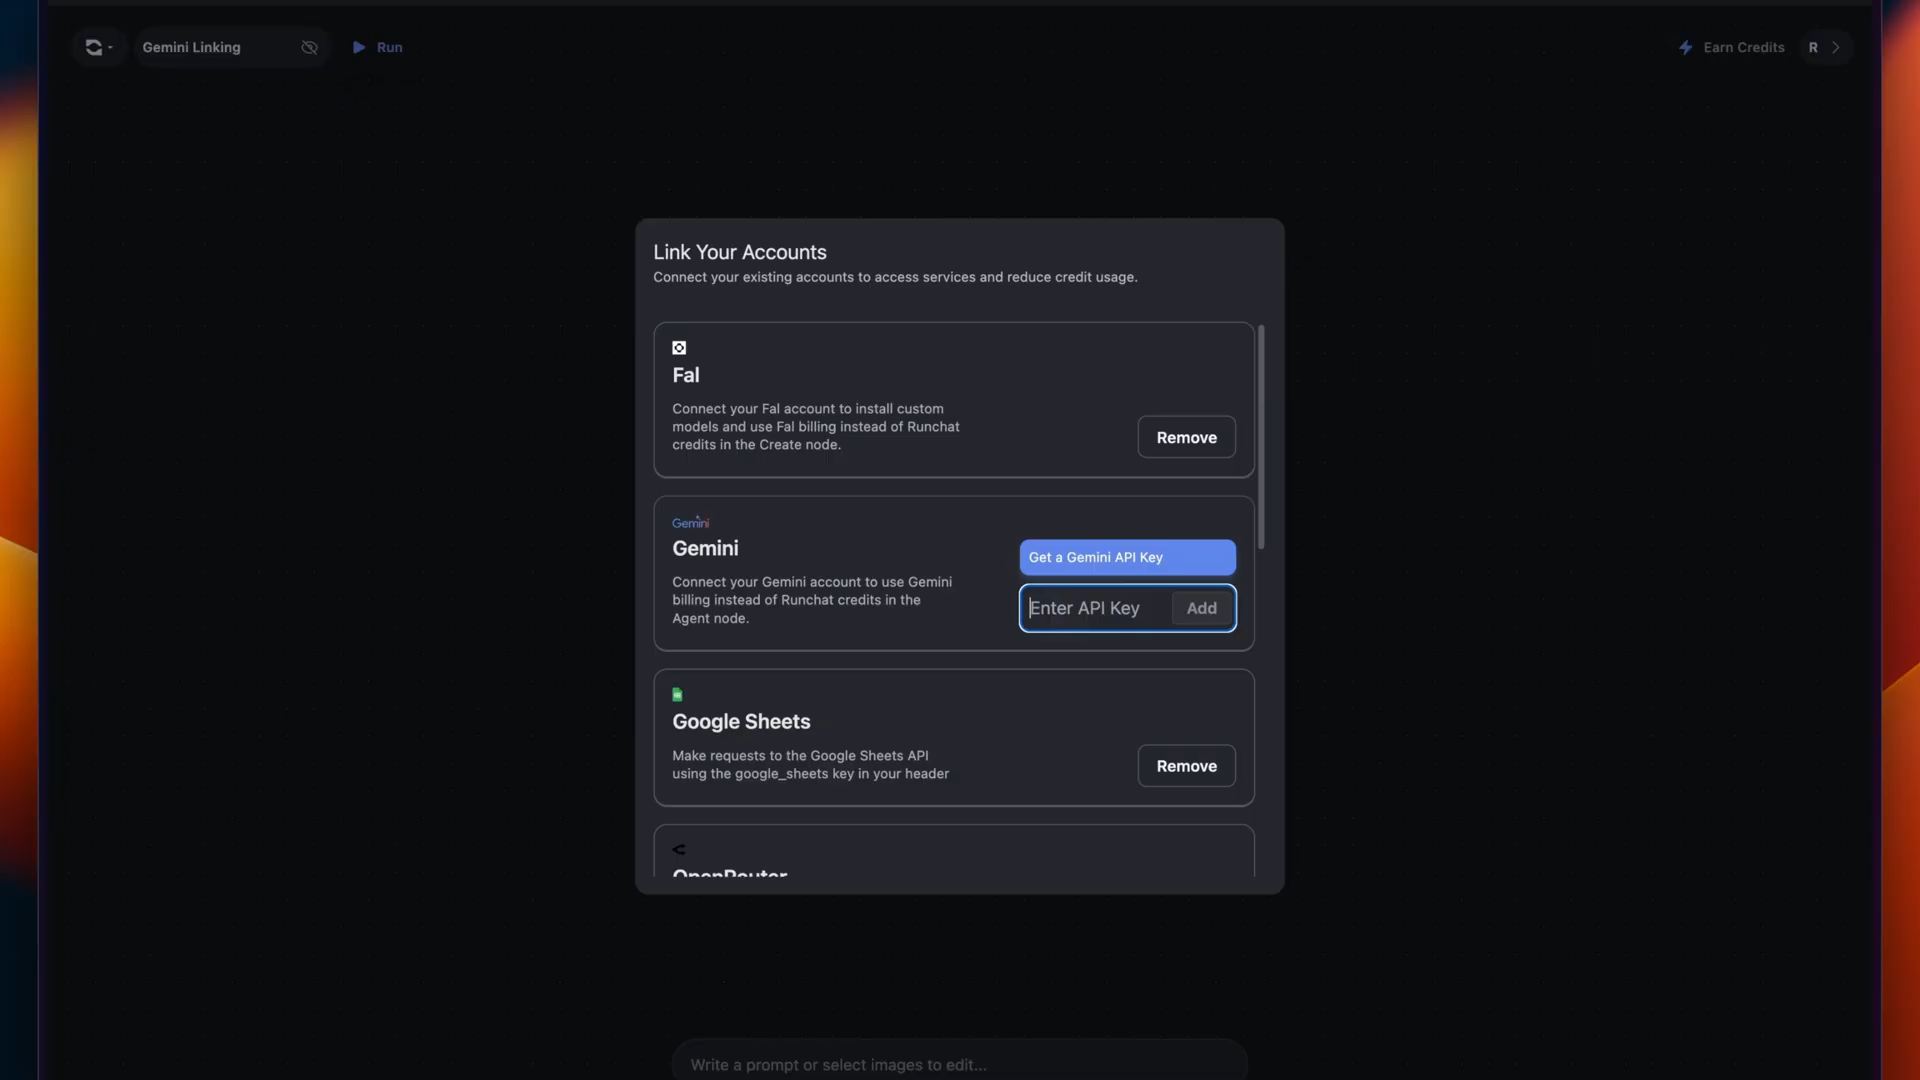 Gemini Linking
Run
Earn Credits
R
Link Your Accounts
Connect your existing accounts to access services and reduce credit usage.
Fal
Connect your Fal account to install custom
models and use Fal billing instead of Runchat
credits in the Create node.
Remove
Gemini
Gemini
Connect your Gemini account to use Gemini
billing instead of Runchat credits in the
Agent node.
Get a Gemini API Key
Enter API Key
Add
Google Sheets
Make requests to the Google Sheets API
using the google_sheets key in your header
Remove
OpenRouter
Write a prompt or select images to edit...